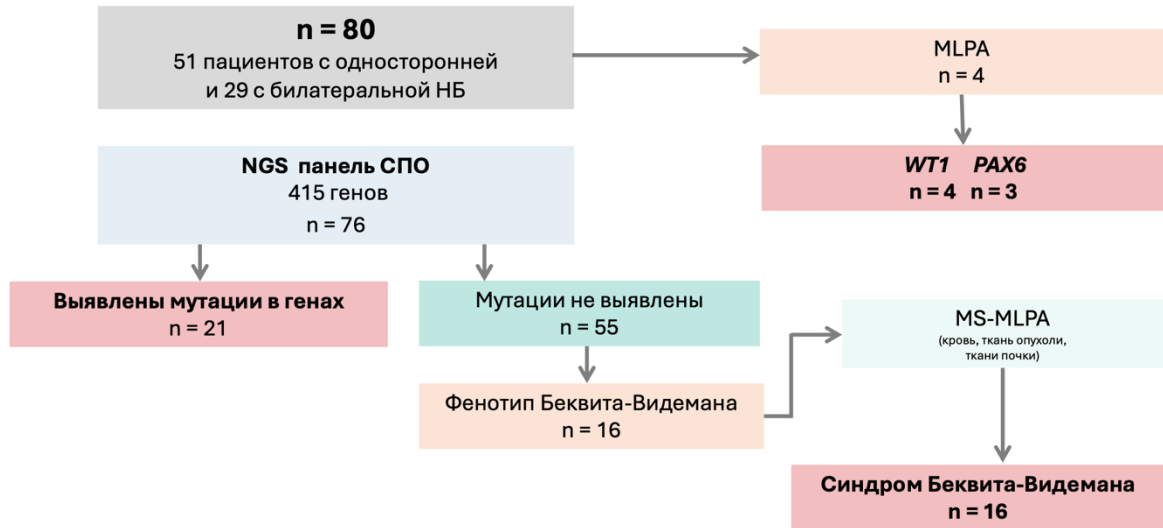 n = 80
51 пациентов с односторонней
и 29 с билатеральной НБ
MLPA
n = 4
WT1 PAX6
n = 4 n = 3
NGS панель СПО
415 генов
n = 76
Выявлены мутации в генах
n = 21
Мутации не выявлены
n = 55
Фенотип Беквита-Видемана
n = 16
MS-MLPA
(кровь, ткань опухоли,
ткани почки)
Синдром Беквита-Видемана
n = 16